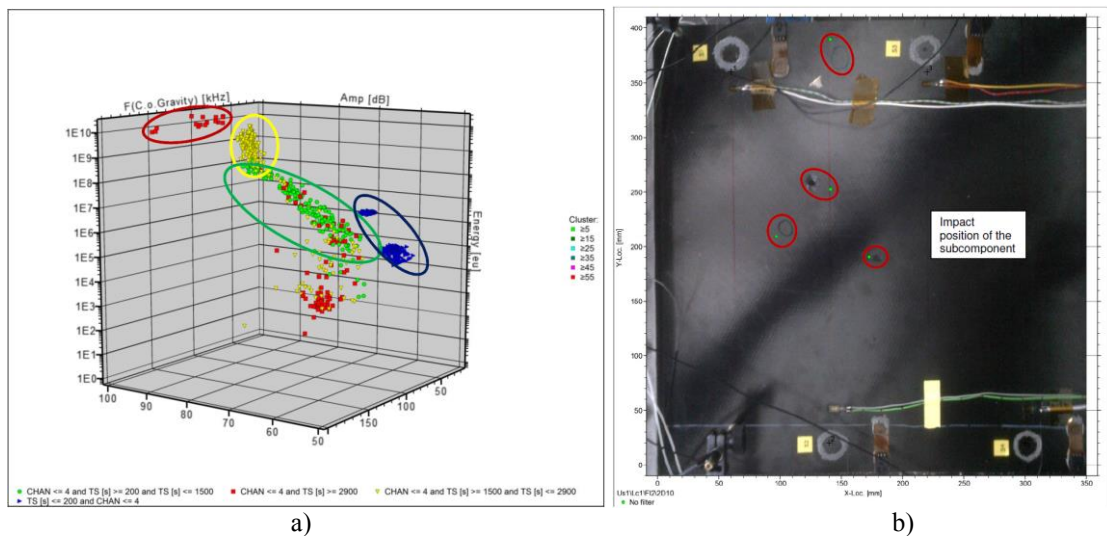 F(C.o.Gravity) [kHz]
Amp [dB]
1E10
1E9
1E8
1E7
1E6
1E5
1E4
1E3
1E2
1E1
1E0
Energy [eu]
100
90
80
70
60
50
150
100
50
Cluster:
≥5
≥15
≥25
≥35
≥45
≥55
CHAN <= 4 and TS [s] >= 200 and TS [s] <= 1500
CHAN <= 4 and TS [s] >= 2900
CHAN <= 4 and TS [s] >= 1500 and TS [s] <= 2900
TS [s] <= 200 and CHAN <= 4
a)
400
350
300
250
200
150
100
50
0
Y-Loc. [mm]
Impact
position of the
subcomponent
0
50
100
150
200
250
300
350
X-Loc. [mm]
No filter
b)